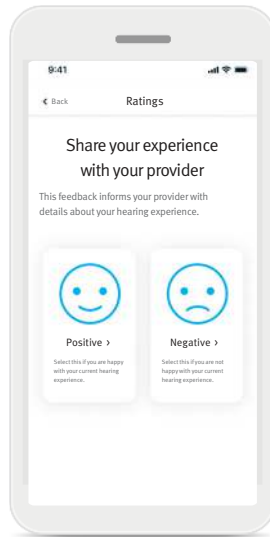 9:41
Back
Ratings
Share your experience
with your provider
This feedback informs your provider with
details about your hearing experience.
Positive ›
Negative ›
Select this if you are happy
with your current hearing
experience.
Select this if you are not
happy with your current
hearing experience.